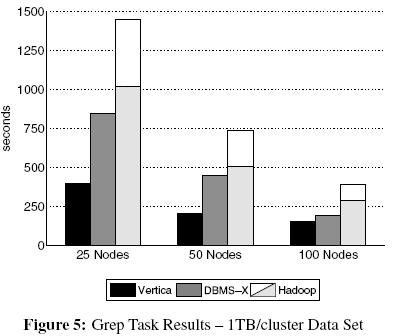 1500
1250
1000
750
500
250
0
seconds
25 Nodes 50 Nodes 100 Nodes
Vertica DBMS–X Hadoop
Figure 5: Grep Task Results – 1TB/cluster Data Set